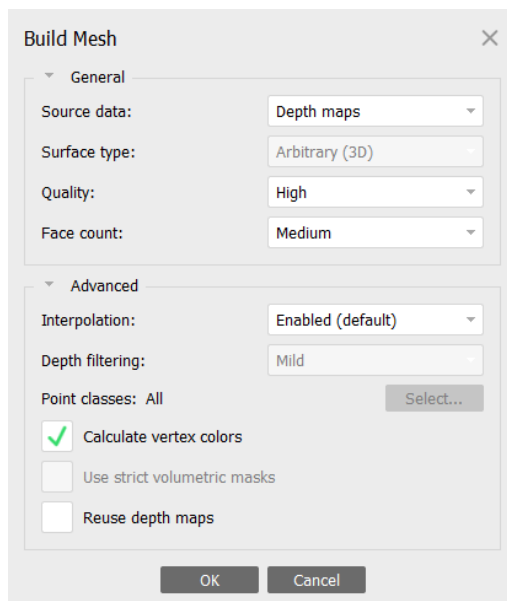 Build Mesh
General
Source data: Depth maps
Surface type: Arbitrary (3D)
Quality: High
Face count: Medium
Advanced
Interpolation: Enabled (default)
Depth filtering: Mild
Point classes: All Select...
Calculate vertex colors
Use strict volumetric masks
Reuse depth maps
OK Cancel